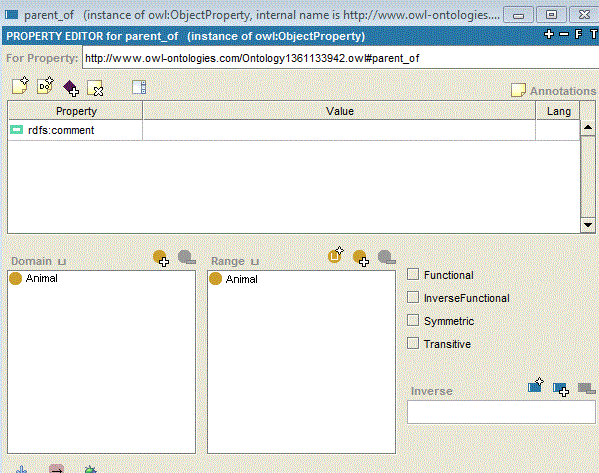 parent_of (instance of owl:ObjectProperty, internal name is http://www.owl-ontologies....
PROPERTY EDITOR for parent_of (instance of owl:ObjectProperty) + − F T
For Property: http://www.owl-ontologies.com/Ontology1361133942.owl#parent_of
Annotations
Property Value Lang
rdfs:comment
Domain ⊔ Range ⊔
Animal Animal
Functional
InverseFunctional
Symmetric
Transitive
Inverse